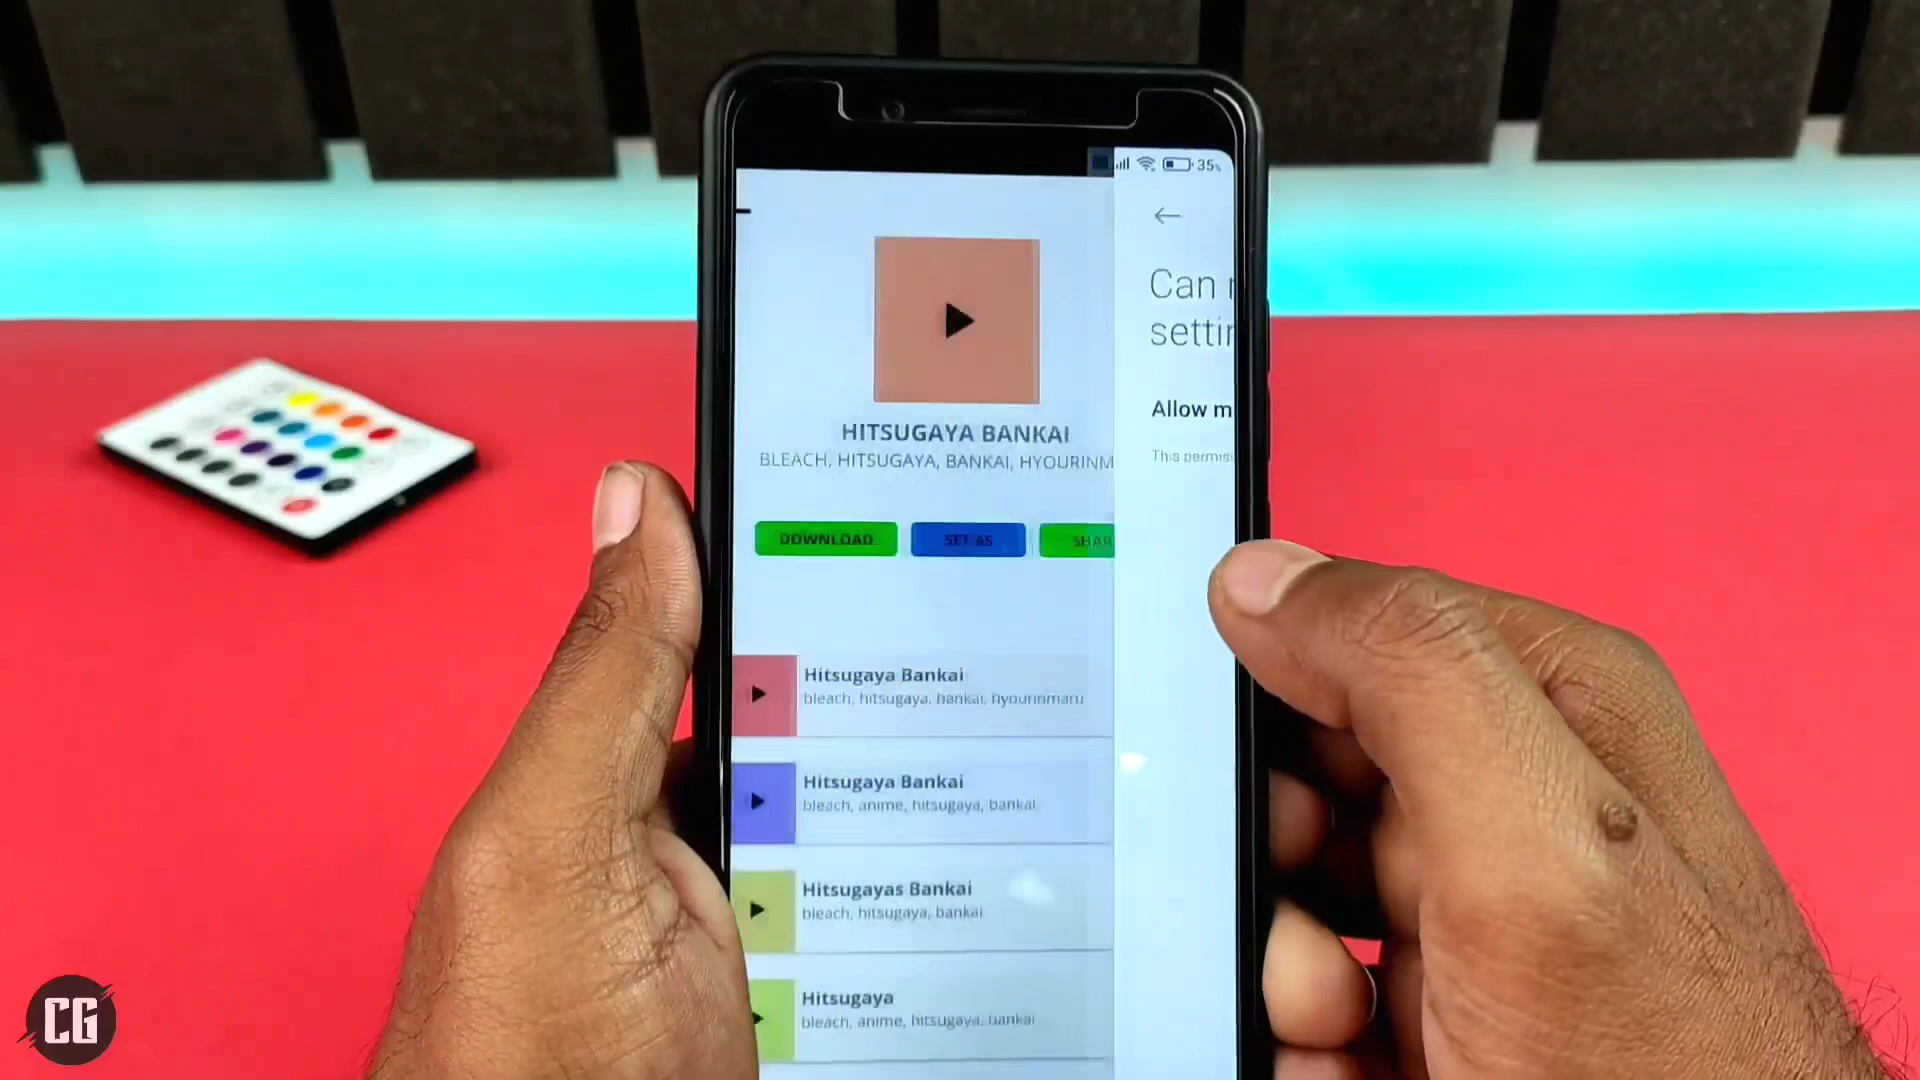 35%
Can
settin
Allow m
This permis
HITSUGAYA BANKAI
BLEACH, HITSUGAYA, BANKAI, HYOURINM
DOWNLOAD
SET AS
SHAR
Hitsugaya Bankai
bleach, hitsugaya, bankai, hyourinmaru
Hitsugaya Bankai
bleach, anime, hitsugaya, bankai
Hitsugayas Bankai
bleach, hitsugaya, bankai
Hitsugaya
bleach, anime, hitsugaya, bankai
CG